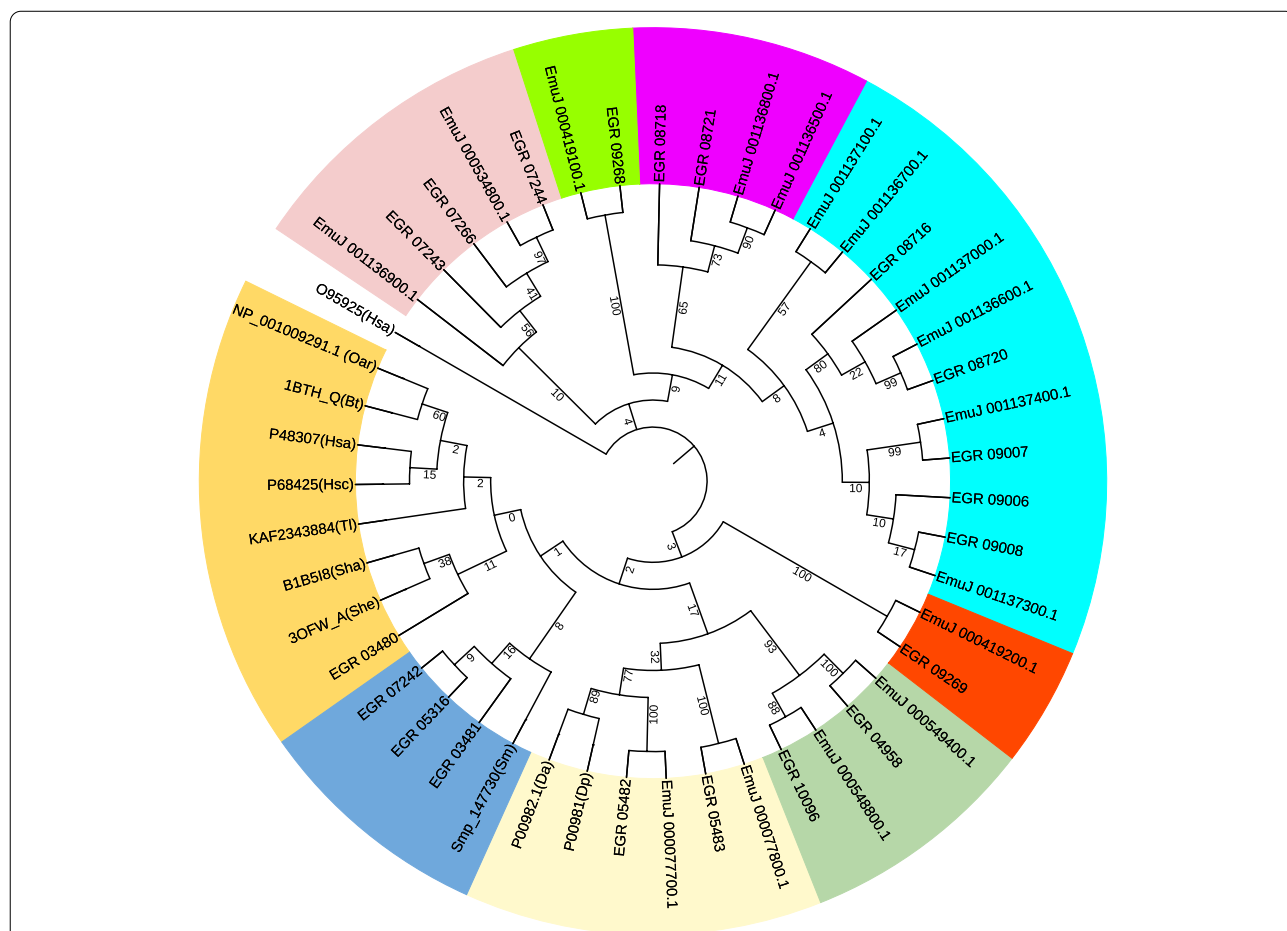 O95925(Hsa)
EmuJ 001136900.1
EGR 07243
EGR 07266
EmuJ 000534800.1
EGR 07244
EmuJ 000419100.1
EGR 09268
EGR 08718
EGR 08721
EmuJ 001136800.1
EmuJ 001136500.1
EmuJ 001137100.1
EmuJ 001136700.1
EGR 08716
EmuJ 001137000.1
EmuJ 001136600.1
EGR 08720
EmuJ 001137400.1
EGR 09007
EGR 09006
EGR 09008
EmuJ 001137300.1
EmuJ 000419200.1
EGR 09269
EmuJ 000549400.1
EGR 04958
EmuJ 000548800.1
EGR 10096
EmuJ 000077800.1
EGR 05483
EmuJ 000077700.1
EGR 05482
P00981(Dp)
P00982.1(Da)
Smp_147730(Sm)
EGR 03481
EGR 05316
EGR 07242
EGR 03480
3OFW_A(She)
B1B5I8(Sha)
KAF2343884(Tl)
P68425(Hsc)
P48307(Hsa)
1BTH_Q(Bt)
NP_001009291.1 (Oar)
97
41
56
10
4
9
100
11
65
73
90
8
57
4
80
22
99
10
99
10
17
3
100
2
17
93
100
88
32
77
100
100
89
1
8
16
9
0
11
38
2
2
15
60